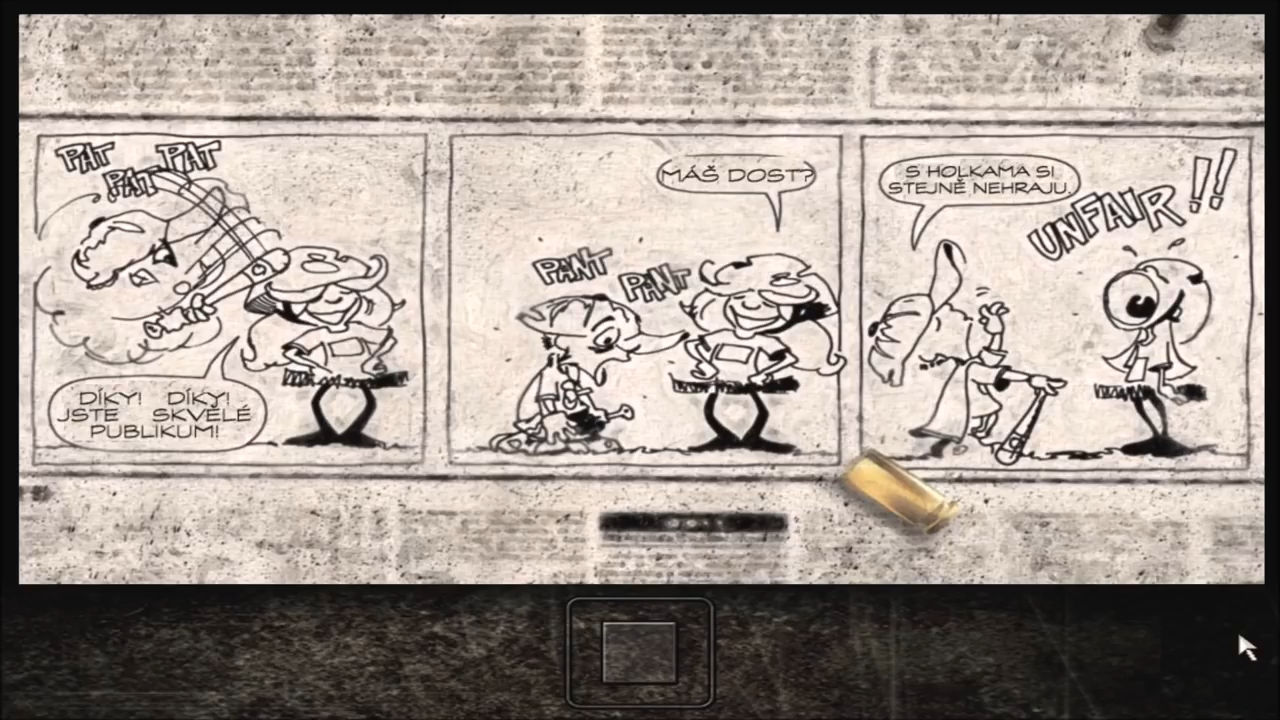 PAT
PAT
PAT
DÍKY! DÍKY!
JSTE SKVĚLÉ
PUBLIKUM!
PANT
PANT
MÁŠ DOST?
S HOLKAMA SI
STEJNĚ NEHRAJU.
UNFAIR!!